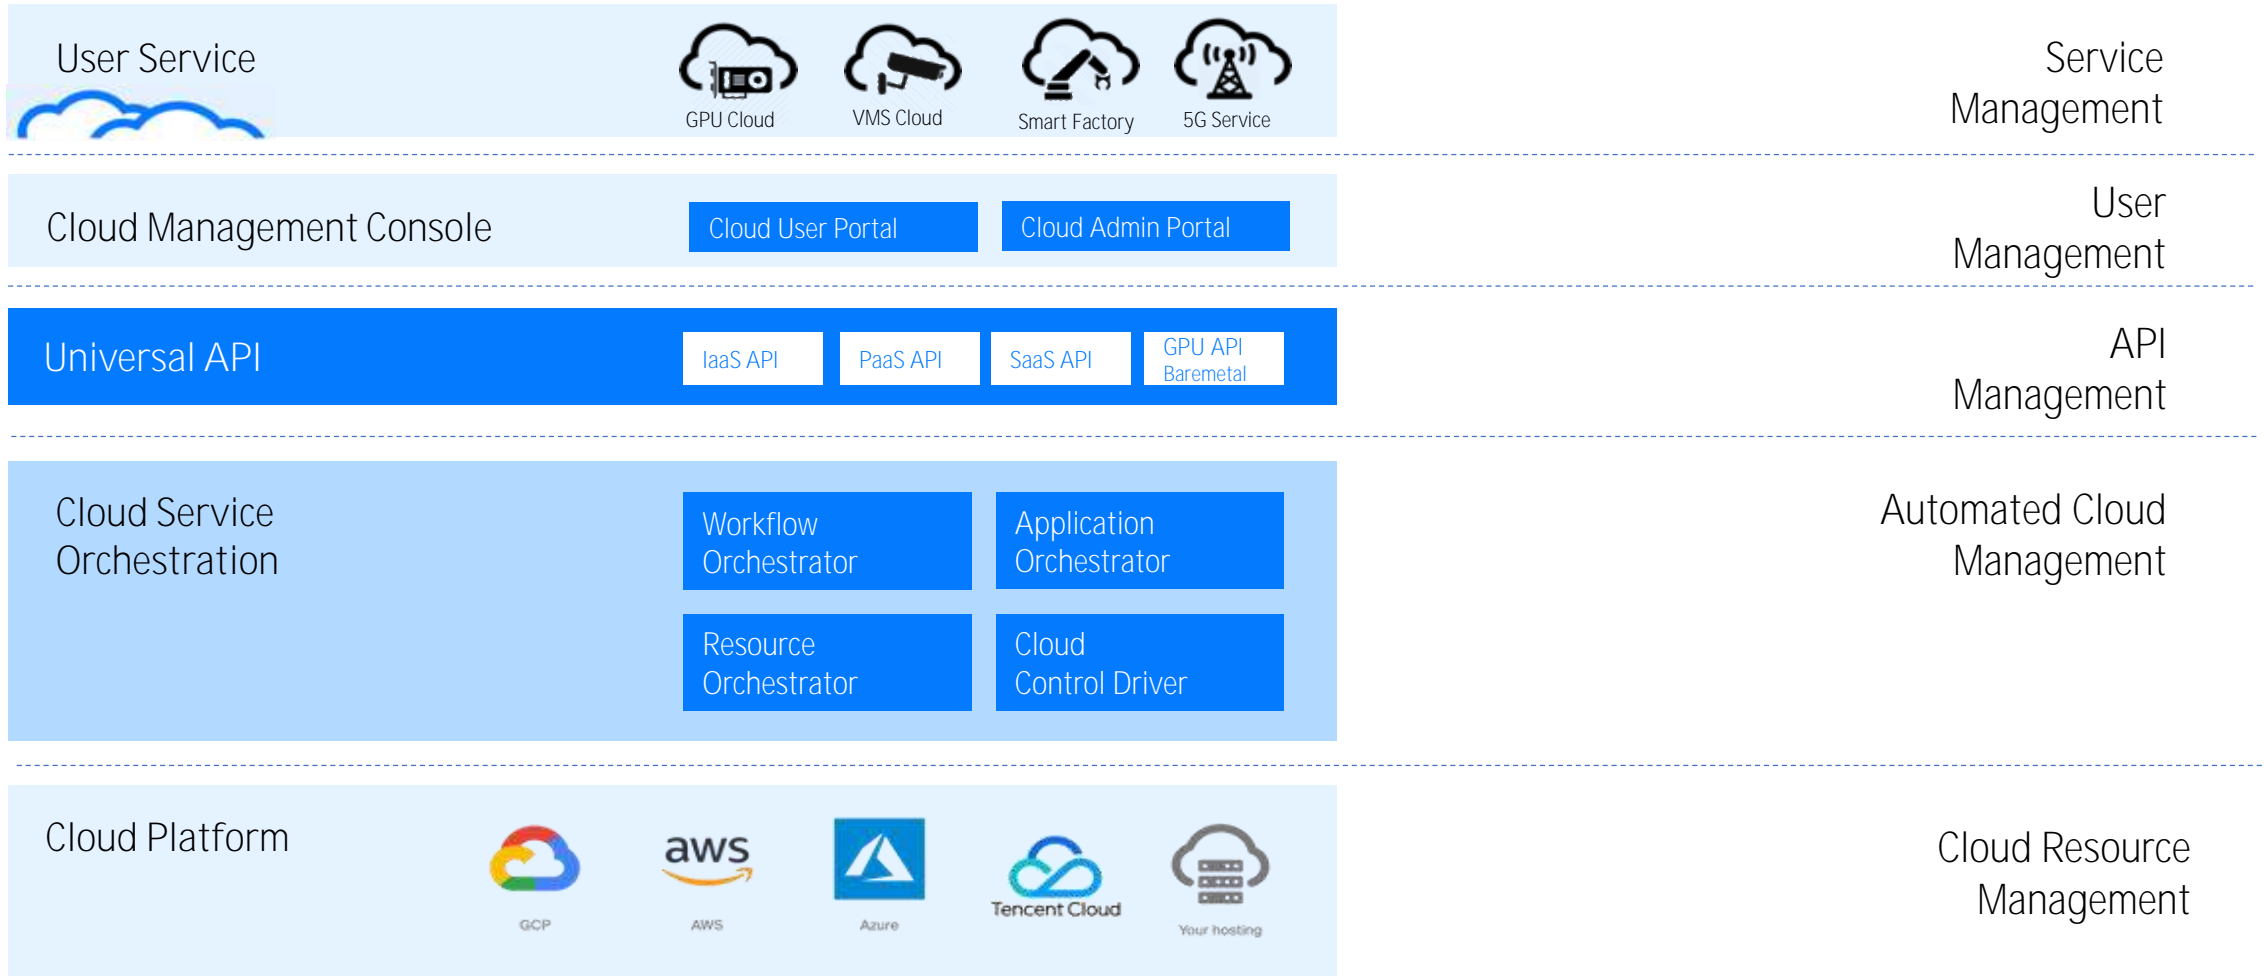 User Service
GPU Cloud
VMS Cloud
Smart Factory
5G Service
Service
Management
Cloud Management Console
Cloud User Portal
Cloud Admin Portal
User
Management
Universal API
IaaS API
PaaS API
SaaS API
GPU API
Baremetal
API
Management
Cloud Service
Orchestration
Workflow
Orchestrator
Application
Orchestrator
Resource
Orchestrator
Cloud
Control Driver
Automated Cloud
Management
Cloud Platform
GCP
aws
AWS
Azure
Tencent Cloud
Your hosting
Cloud Resource
Management